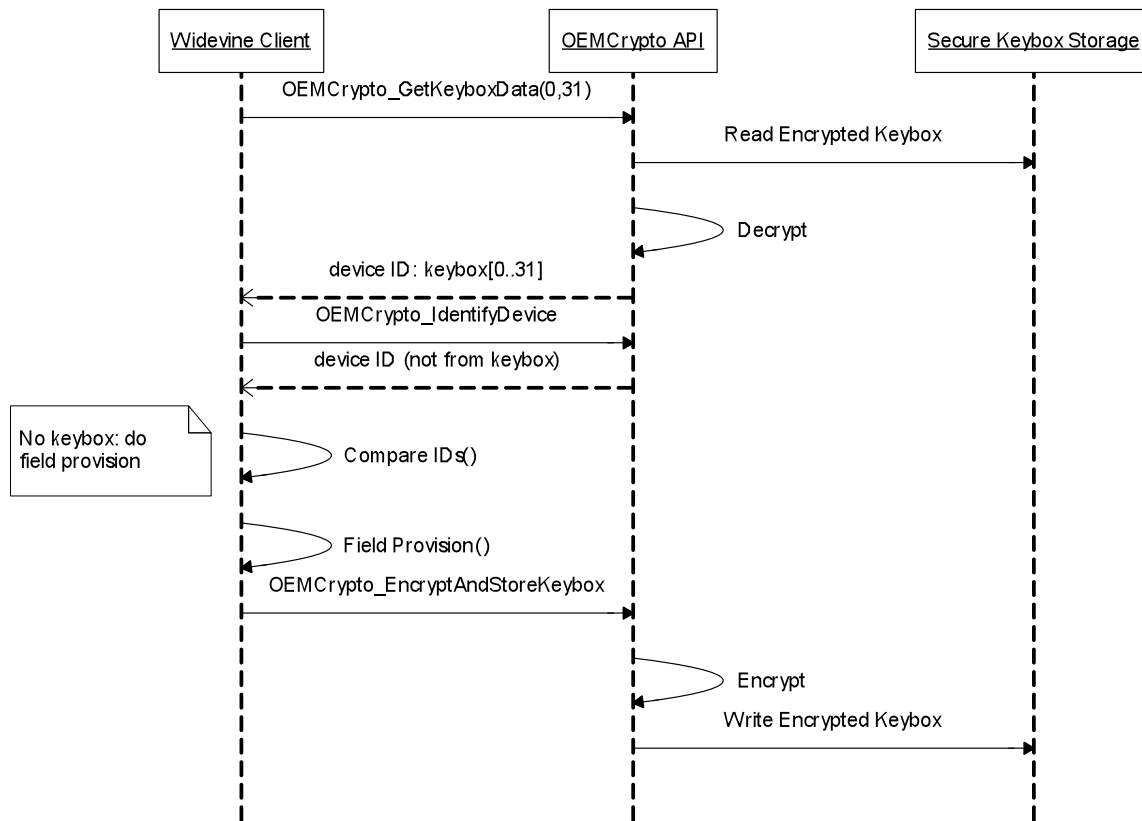 Widevine Client
OEMCrypto API
Secure Keybox Storage
OEMCrypto_GetKeyboxData(0,31)
Read Encrypted Keybox
Decrypt
device ID: keybox[0..31]
OEMCrypto_IdentifyDevice
device ID (not from keybox)
No keybox: do
field provision
Compare IDs()
Field Provision()
OEMCrypto_EncryptAndStoreKeybox
Encrypt
Write Encrypted Keybox